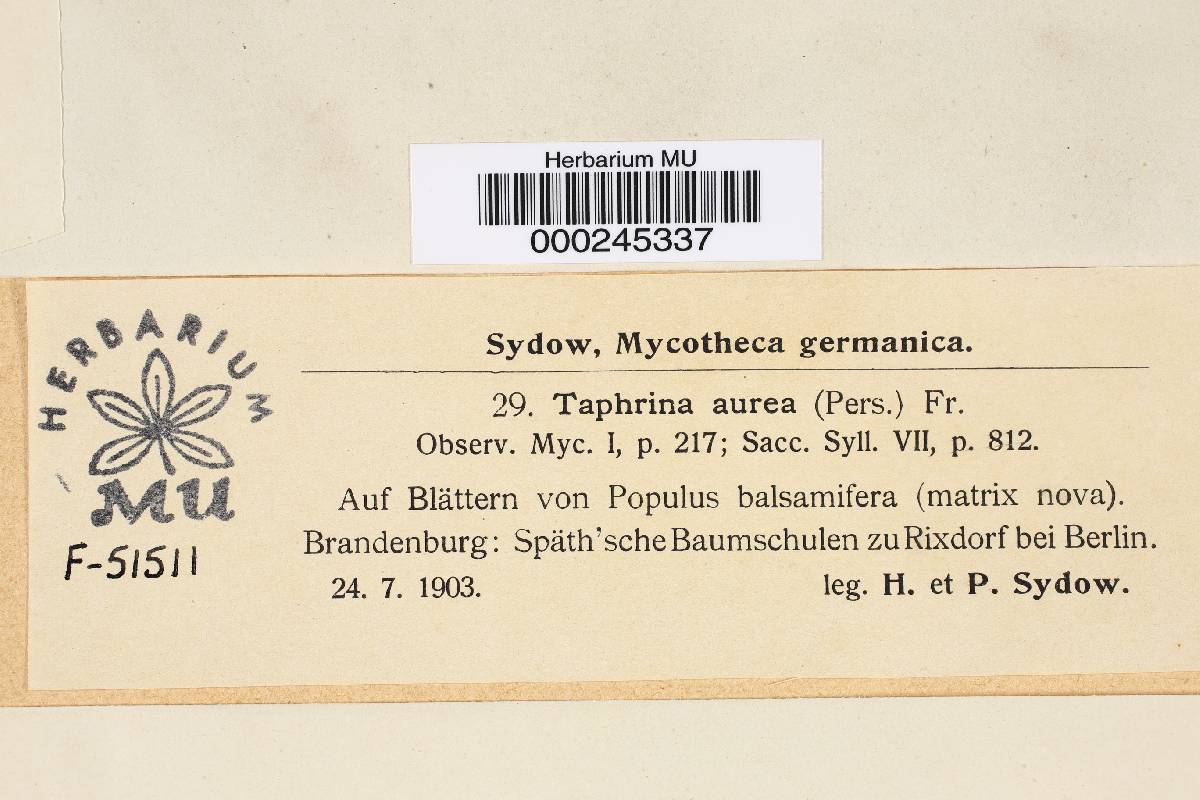 Herbarium MU
000245337
HERBARIUM
MU
F-51511
Sydow, Mycotheca germanica.
29. Taphrina aurea (Pers.) Fr.
Observ. Myc. I, p. 217; Sacc. Syll. VII, p. 812.
Auf Blättern von Populus balsamifera (matrix nova).
Brandenburg: Späth'sche Baumschulen zu Rixdorf bei Berlin.
24. 7. 1903. leg. H. et P. Sydow.